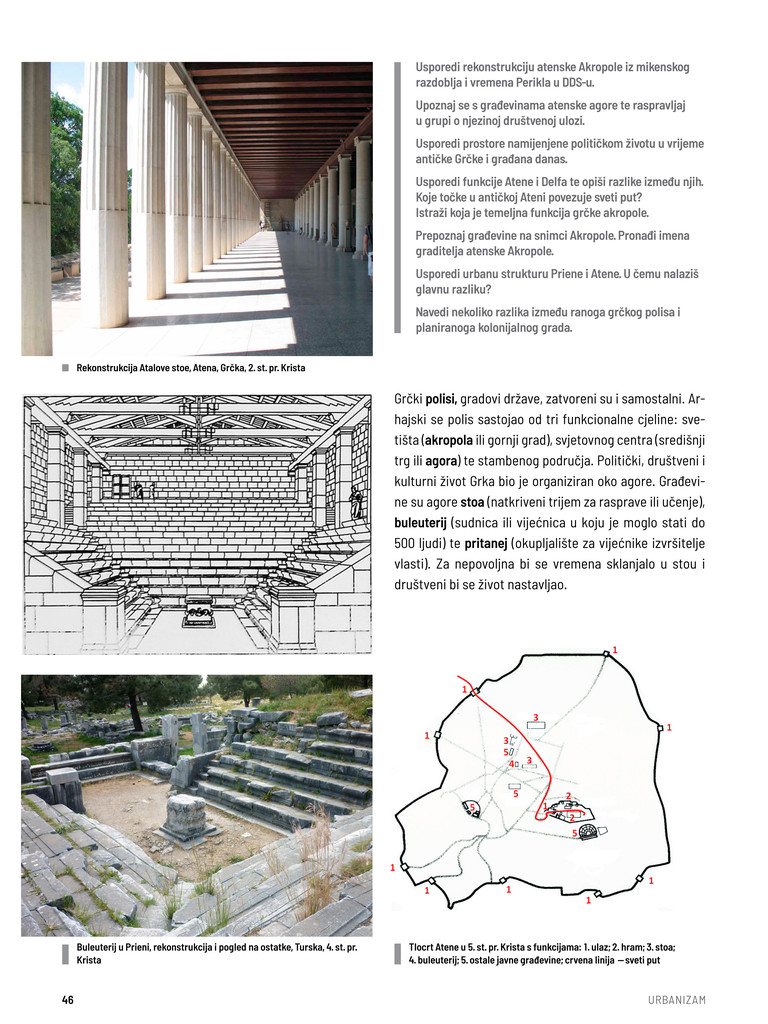 Usporedi rekonstrukciju atenske Akropole iz mikenskog
razdoblja i vremena Perikla u DDS-u.
Upoznaj se s građevinama atenske agore te raspravljaj
u grupi o njezinoj društvenoj ulozi.
Usporedi prostore namijenjene političkom životu u vrijeme
antičke Grčke i građana danas.
Usporedi funkcije Atene i Delfa te opiši razlike između njih.
Koje točke u antičkoj Ateni povezuje sveti put?
Istraži koja je temeljna funkcija grčke akropole.
Prepoznaj građevine na snimci Akropole. Pronađi imena
graditelja atenske Akropole.
Usporedi urbanu strukturu Priene i Atene. U čemu nalaziš
glavnu razliku?
Navedi nekoliko razlika između ranoga grčkog polisa i
planiranoga kolonijalnog grada.
Rekonstrukcija Atalove stoe, Atena, Grčka, 2. st. pr. Krista
Grčki polisi, gradovi države, zatvoreni su i samostalni. Ar-
hajski se polis sastojao od tri funkcionalne cjeline: sve-
tišta (akropola ili gornji grad), svjetovnog centra (središnji
trg ili agora) te stambenog područja. Politički, društveni i
kulturni život Grka bio je organiziran oko agore. Građevi-
ne su agore stoa (natkriveni trijem za rasprave ili učenje),
buleuterij (sudnica ili vijećnica u koju je moglo stati do
500 ljudi) te pritanej (okupljalište za vijećnike izvršitelje
vlasti). Za nepovoljna bi se vremena sklanjalo u stou i
društveni bi se život nastavljao.
1
1
3
1
1
3
5
4
3
5
2
1
5
2
5
1
1
1
1
1
Buleuterij u Prieni, rekonstrukcija i pogled na ostatke, Turska, 4. st. pr.
Krista
Tlocrt Atene u 5. st. pr. Krista s funkcijama: 1. ulaz; 2. hram; 3. stoa;
4. buleuterij; 5. ostale javne građevine; crvena linija — sveti put
46
URBANIZAM